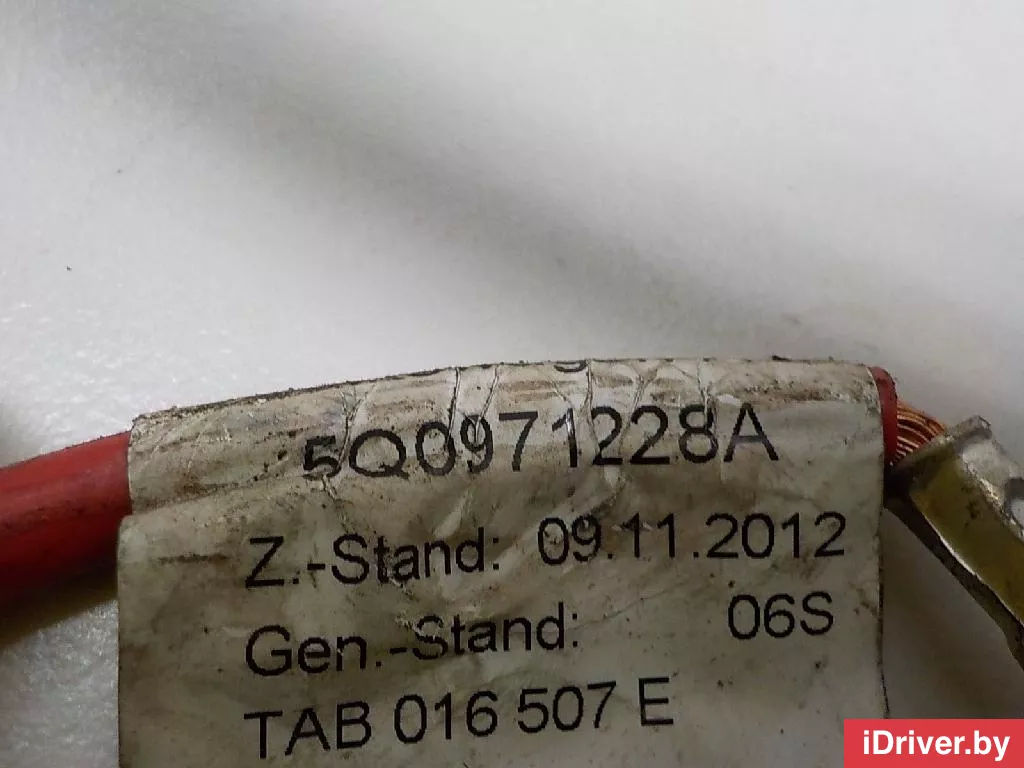 5Q0971228A
Z.-Stand: 09.11.2012
Gen.-Stand: 06S
TAB 016 507 E
iDriver.by